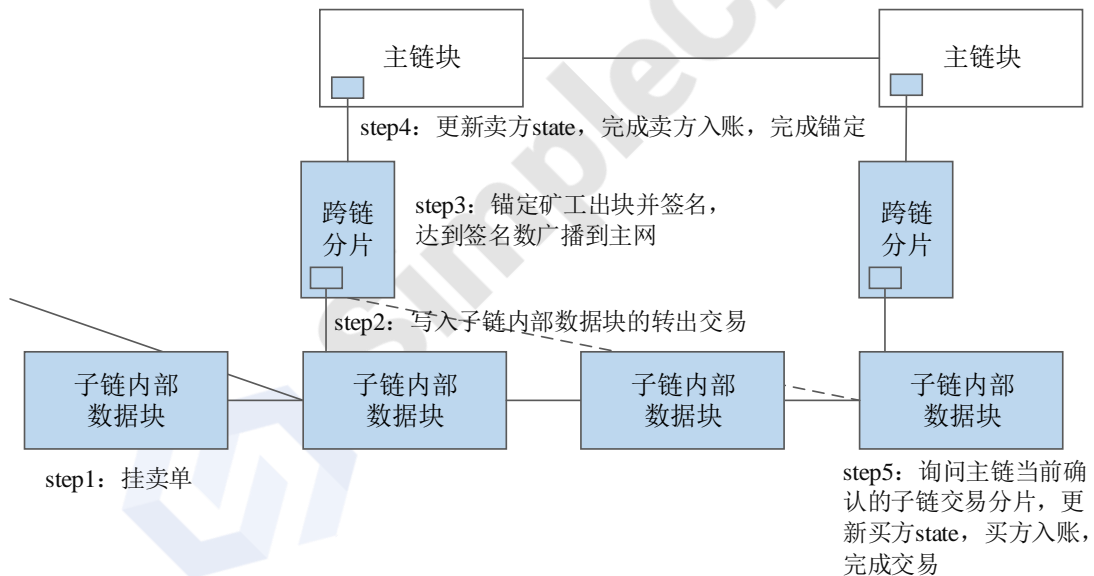 主链块
主链块
step4：更新卖方state，完成卖方入账，完成锚定
跨链
分片
step3：锚定矿工出块并签名，
达到签名数广播到主网
跨链
分片
step2：写入子链内部数据块的转出交易
子链内部
数据块
子链内部
数据块
子链内部
数据块
子链内部
数据块
step1：挂卖单
step5：询问主链当前确
认的子链交易分片，更
新买方state，买方入账，
完成交易
SimpleC